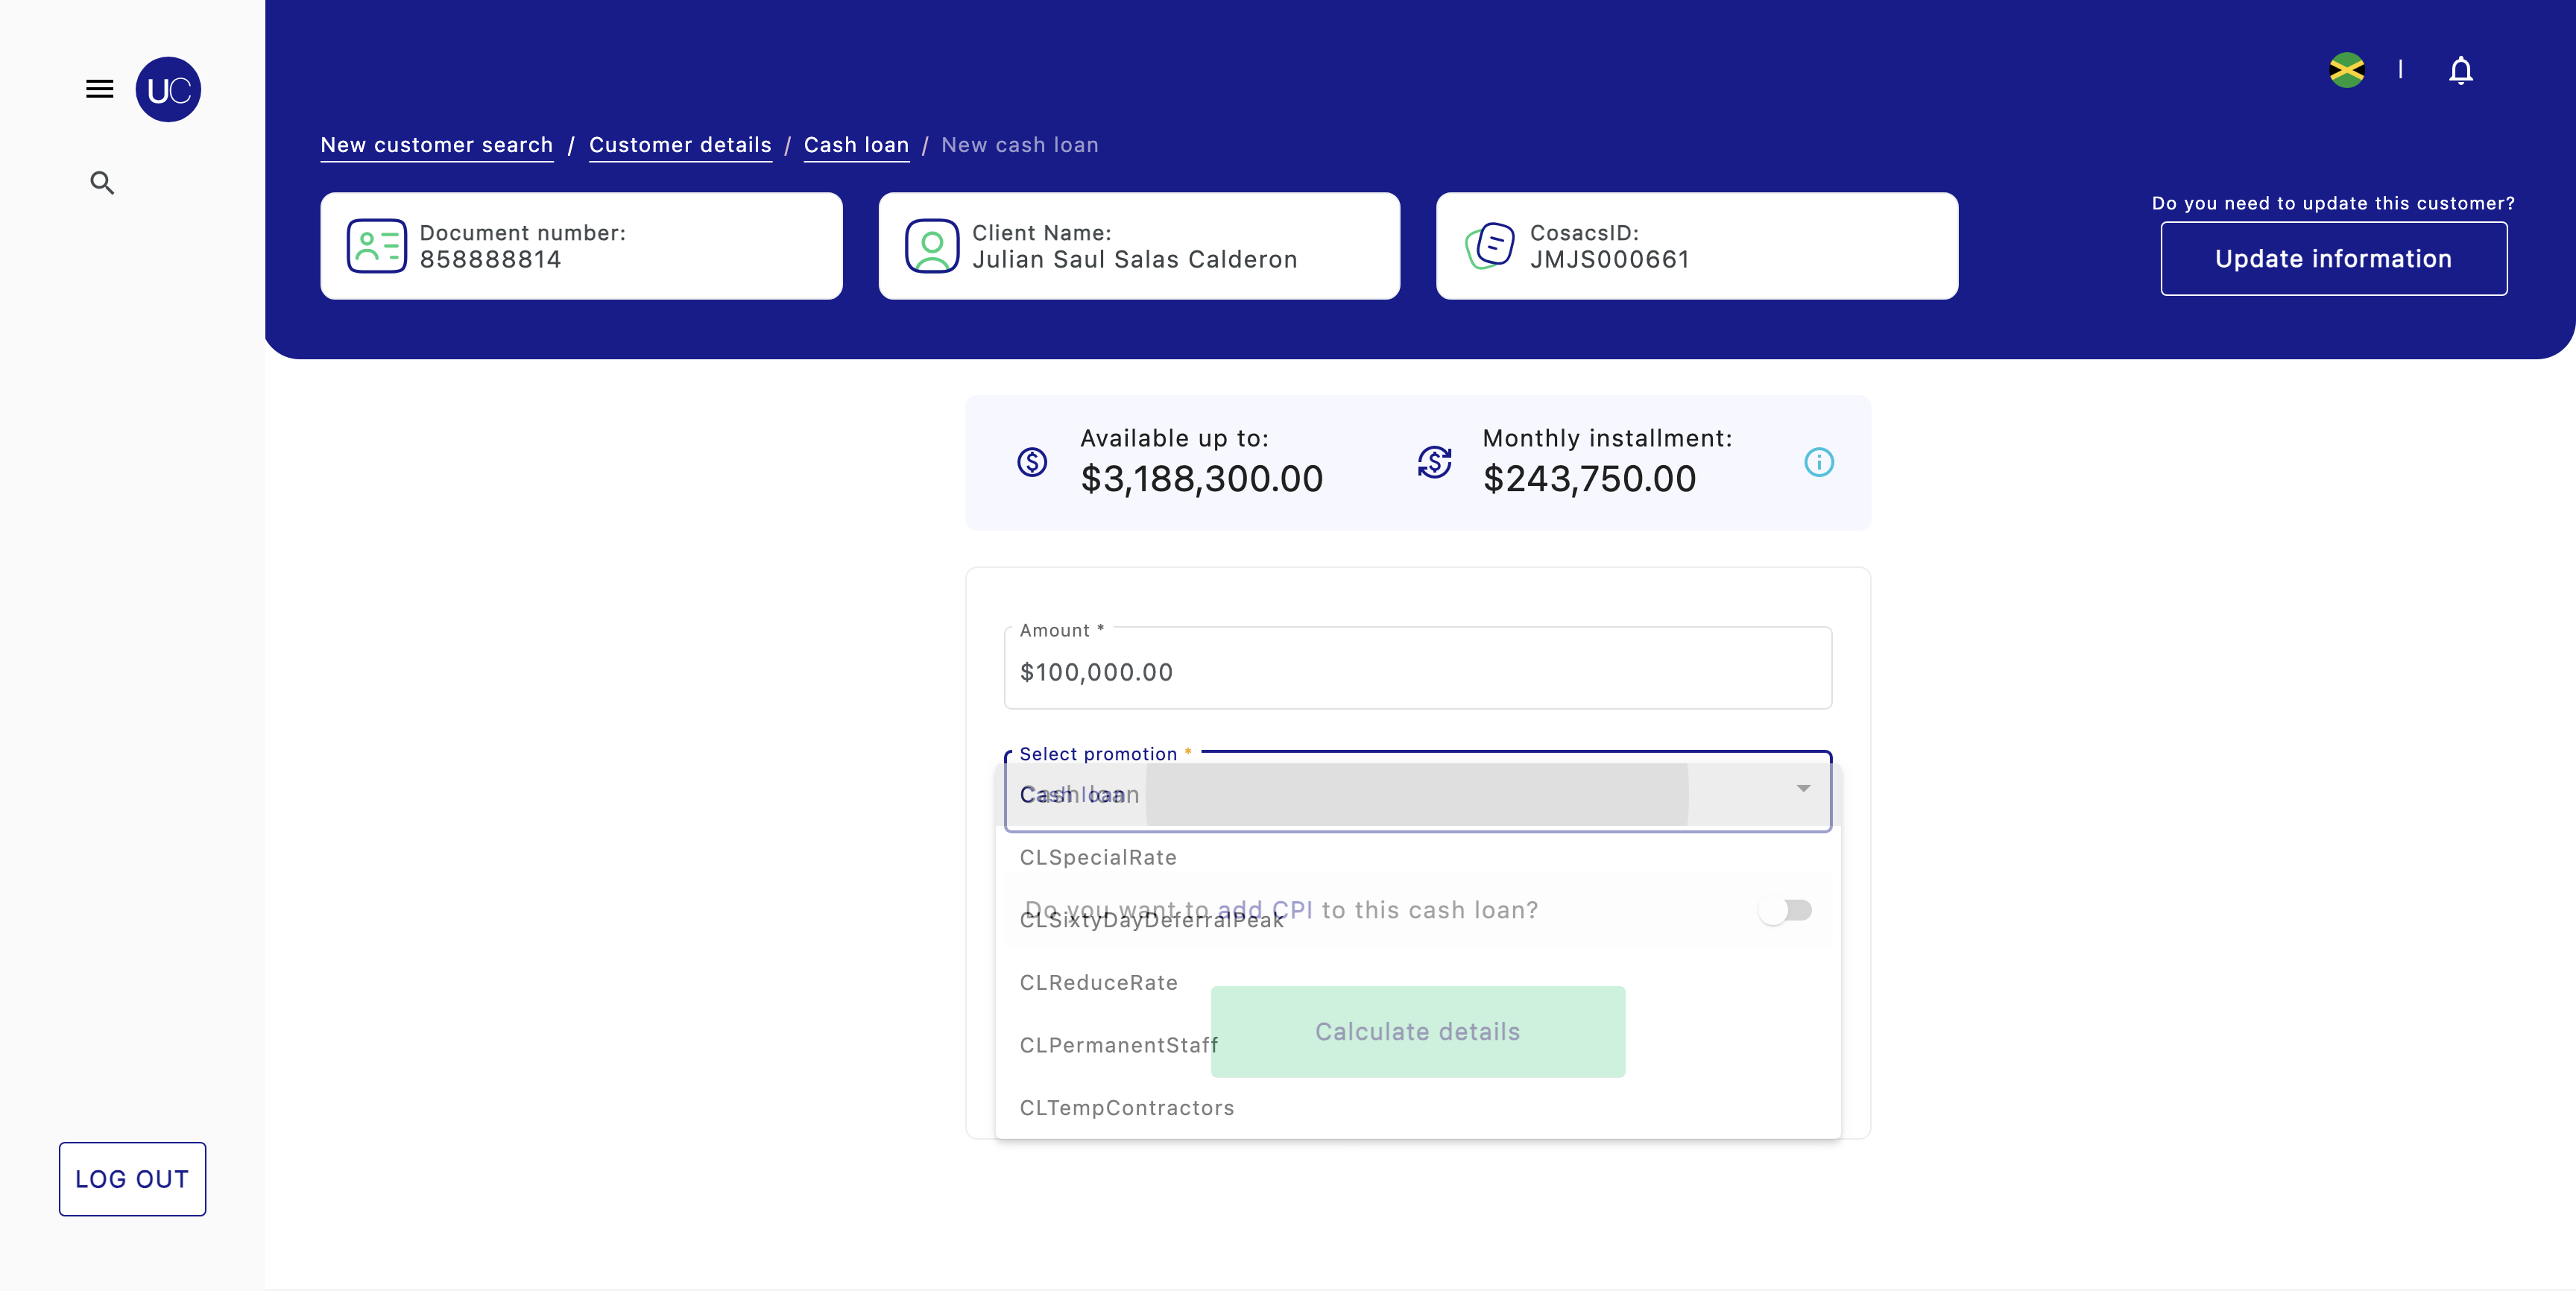 UC
New customer search / Customer details / Cash loan / New cash loan
Document number:
858888814
Client Name:
Julian Saul Salas Calderon
CosacsID:
JMJS000661
Do you need to update this customer?
Update information
Available up to:
$3,188,300.00
Monthly installment:
$243,750.00
Amount *
$100,000.00
Select promotion *
Cash loan
Cash loan
CLSpecialRate
Do you want to add CPI to this cash loan?
CLSixtyDayDeferralPeak
CLReduceRate
Calculate details
CLPermanentStaff
CLTempContractors
LOG OUT